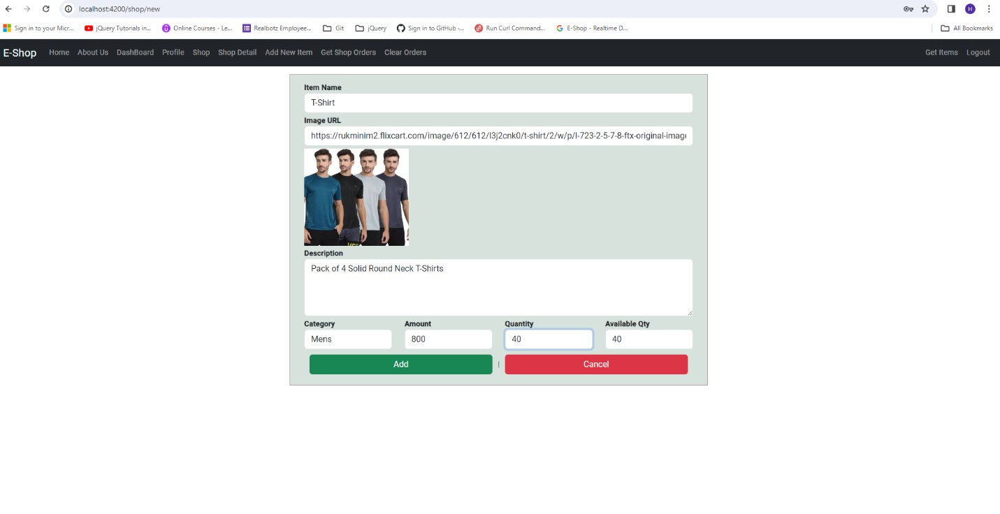 localhost:4200/shop/new
H
Sign in to your Micr... jQuery Tutorials in... Online Courses - Le... Realbotz Employee... Git jQuery Sign in to GitHub ·... Run Curl Command... E-Shop - Realtime D... All Bookmarks
E-Shop Home About Us DashBoard Profile Shop Shop Detail Add New Item Get Shop Orders Clear Orders Get Items Logout
Item Name
T-Shirt
Image URL
https://rukminim2.flixcart.com/image/612/612/l3j2cnk0/t-shirt/2/w/p/l-723-2-5-7-8-ftx-original-image
Description
Pack of 4 Solid Round Neck T-Shirts
Category Amount Quantity Available Qty
Mens 800 40 40
Add | Cancel